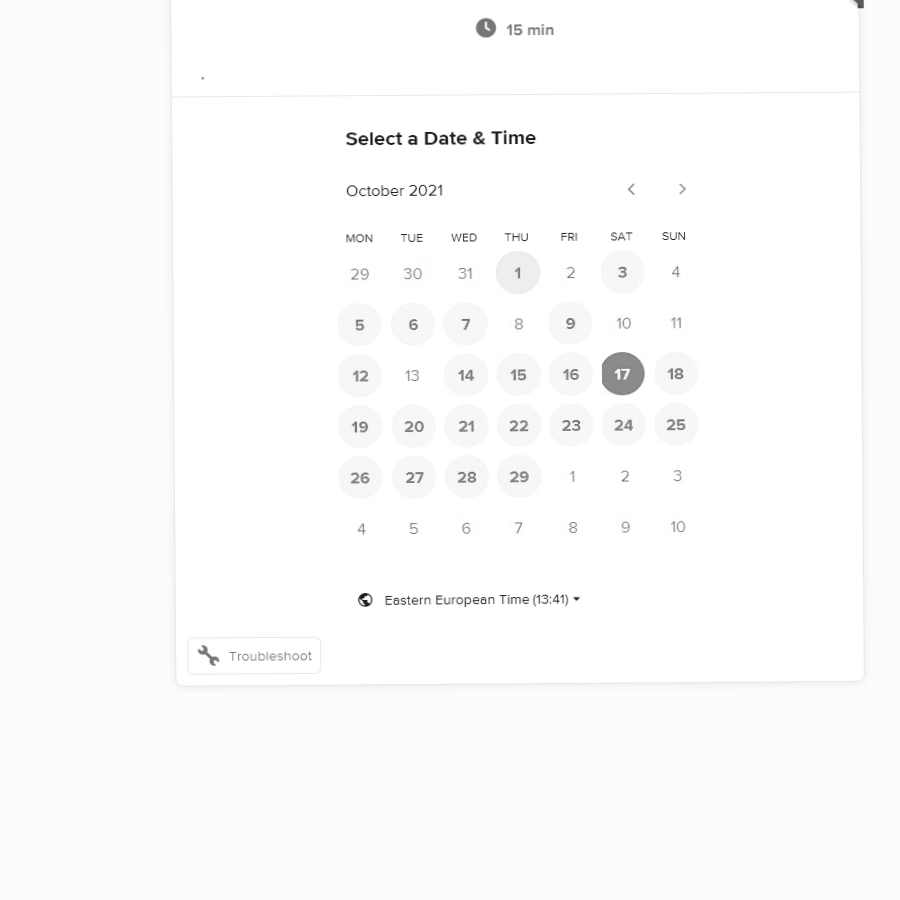 15 min
.
Select a Date & Time
October 2021
MON TUE WED THU FRI SAT SUN
29 30 31 1 2 3 4
5 6 7 8 9 10 11
12 13 14 15 16 17 18
19 20 21 22 23 24 25
26 27 28 29 1 2 3
4 5 6 7 8 9 10
Eastern European Time (13:41)
Troubleshoot